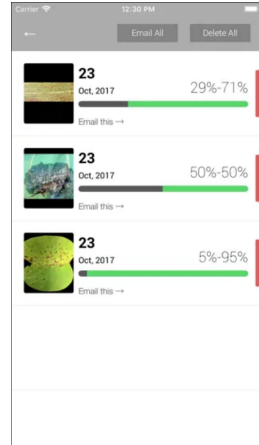 Carrier 12:30 PM
← Email All Delete All
23
Oct, 2017 29%-71%
Email this →
23
Oct, 2017 50%-50%
Email this →
23
Oct, 2017 5%-95%
Email this →